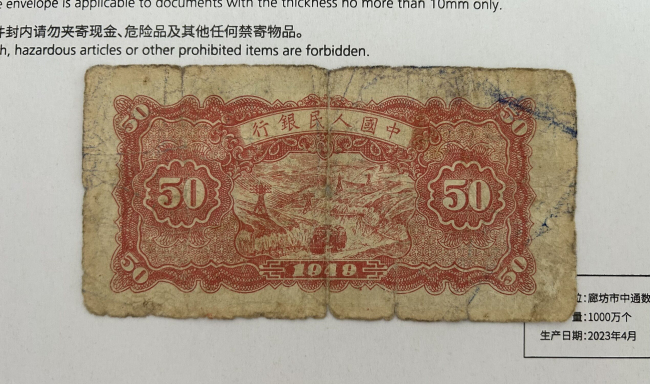 envelope is applicable to documents with the thickness no more than 10mm only.
件封内请勿夹寄现金、危险品及其他任何禁寄物品。
h, hazardous articles or other prohibited items are forbidden.
50 50
行銀民人國中
50 50
1949
50 50
位:廊坊市中通数
量:1000万个
生产日期:2023年4月